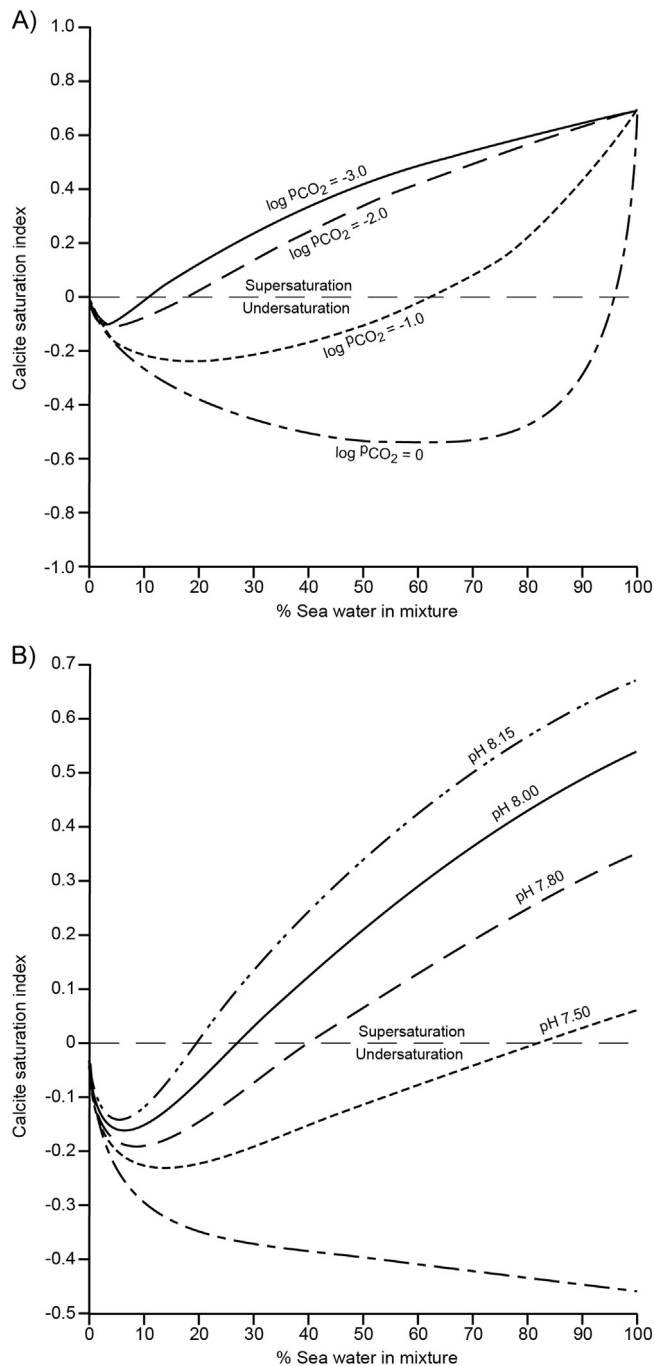 A)
1.0
0.8
0.6
0.4
0.2
0
-0.2
-0.4
-0.6
-0.8
-1.0
Calcite saturation index
log PCO2 = -3.0
log PCO2 = -2.0
Supersaturation
Undersaturation
log PCO2 = -1.0
log PCO2 = 0
0 10 20 30 40 50 60 70 80 90 100
% Sea water in mixture
B)
0.7
0.6
0.5
0.4
0.3
0.2
0.1
0
-0.1
-0.2
-0.3
-0.4
-0.5
Calcite saturation index
pH 8.15
pH 8.00
pH 7.80
Supersaturation
Undersaturation
pH 7.50
0 10 20 30 40 50 60 70 80 90 100
% Sea water in mixture